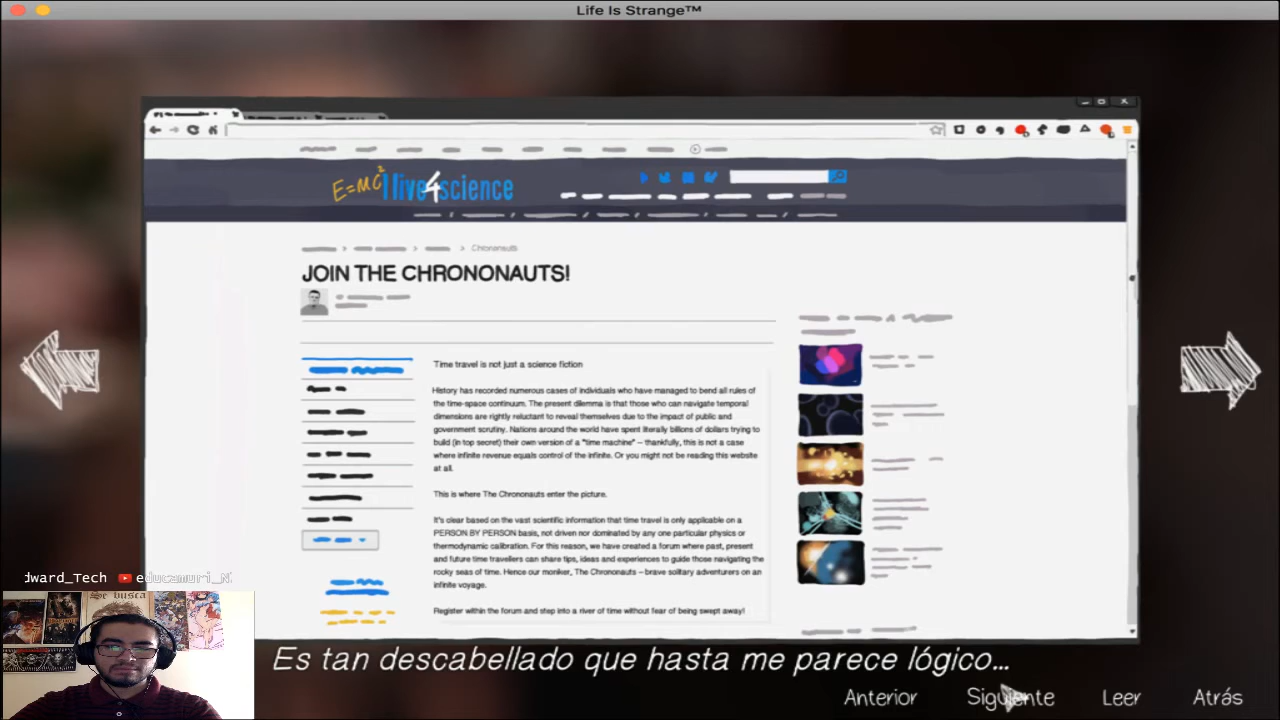 Life Is Strange™
E=mc²
I live4science
Chrononauts
JOIN THE CHRONONAUTS!
Time travel is not just a science fiction
History has recorded numerous cases of individuals who have managed to bend all rules of
the time-space continuum. The present dilemma is that those who can navigate temporal
dimensions are rightly reluctant to reveal themselves due to the impact of public and
government scrutiny. Nations around the world have spent literally billions of dollars trying to
build (in top secret) their own version of a "time machine" – thankfully, this is not a case
where infinite revenue equals control of the infinite. Or you might not be reading this website
at all.
This is where The Chrononauts enter the picture.
It's clear based on the vast scientific information that time travel is only applicable on a
PERSON BY PERSON basis, not driven nor dominated by any one particular physics or
thermodynamic calibration. For this reason, we have created a forum where past, present
and future time travellers can share tips, ideas and experiences to guide those navigating the
rocky seas of time. Hence our moniker, The Chrononauts – brave solitary adventurers on an
infinite voyage.
Register within the forum and step into a river of time without fear of being swept away!
dward_Tech educamuri_N
Se busca
Es tan descabellado que hasta me parece lógico...
Anterior Siguiente Leer Atrás